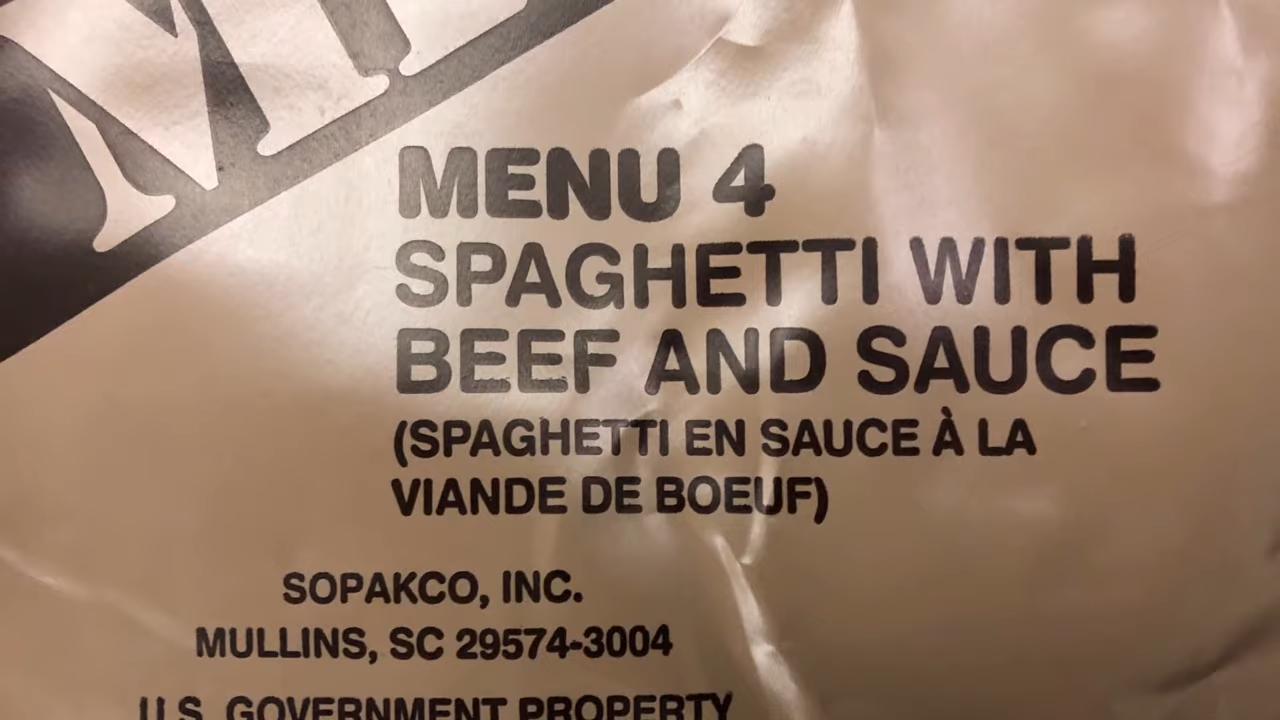 MENU 4
SPAGHETTI WITH
BEEF AND SAUCE
(SPAGHETTI EN SAUCE À LA
VIANDE DE BOEUF)
SOPAKCO, INC.
MULLINS, SC 29574-3004
U.S. GOVERNMENT PROPERTY